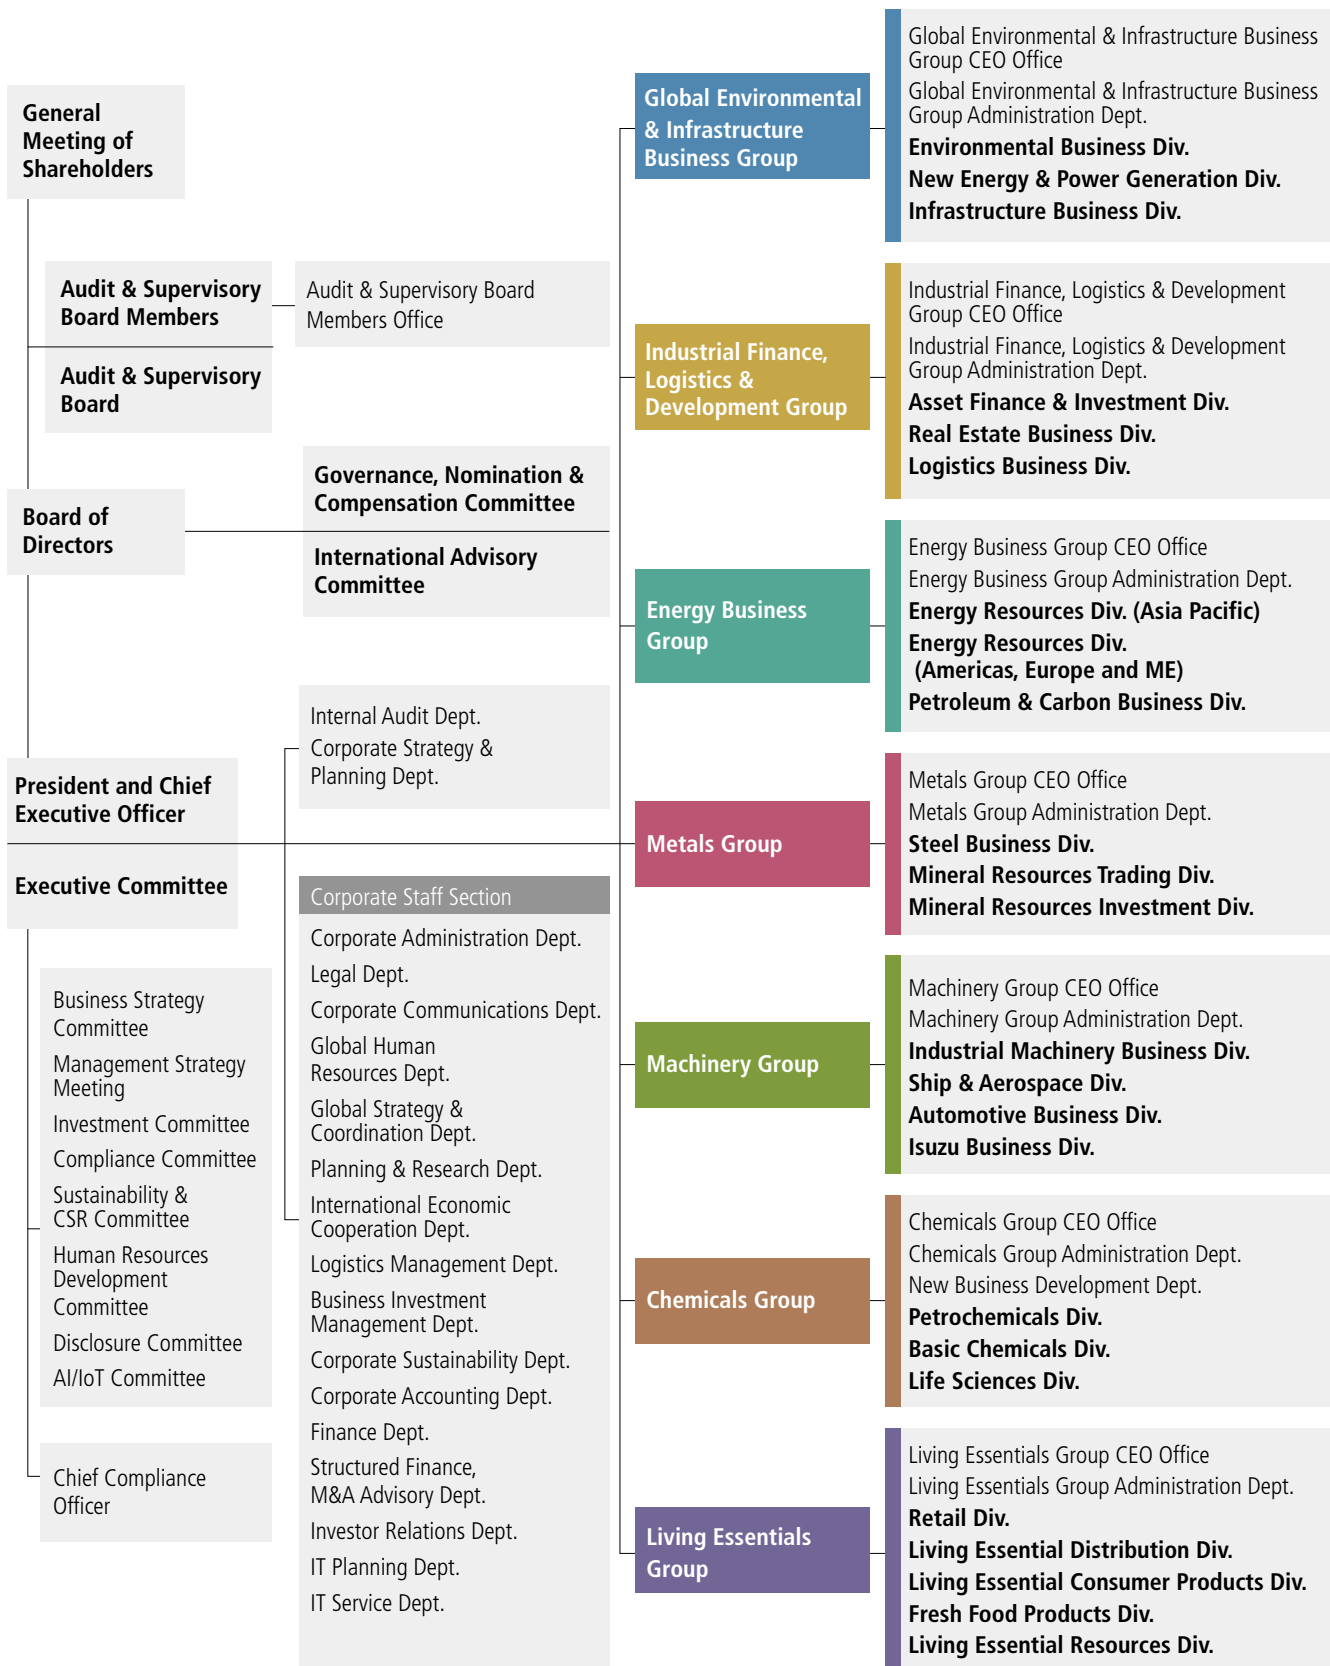 General
Meeting of
Shareholders
Audit & Supervisory
Board Members
Audit & Supervisory Board
Members Office
Audit & Supervisory
Board
Governance, Nomination &
Compensation Committee
Board of
Directors
International Advisory
Committee
Internal Audit Dept.
Corporate Strategy &
Planning Dept.
President and Chief
Executive Officer
Executive Committee
Business Strategy
Committee
Management Strategy
Meeting
Investment Committee
Compliance Committee
Sustainability &
CSR Committee
Human Resources
Development
Committee
Disclosure Committee
AI/IoT Committee
Chief Compliance
Officer
Corporate Staff Section
Corporate Administration Dept.
Legal Dept.
Corporate Communications Dept.
Global Human
Resources Dept.
Global Strategy &
Coordination Dept.
Planning & Research Dept.
International Economic
Cooperation Dept.
Logistics Management Dept.
Business Investment
Management Dept.
Corporate Sustainability Dept.
Corporate Accounting Dept.
Finance Dept.
Structured Finance,
M&A Advisory Dept.
Investor Relations Dept.
IT Planning Dept.
IT Service Dept.
Global Environmental
& Infrastructure
Business Group
Global Environmental & Infrastructure Business
Group CEO Office
Global Environmental & Infrastructure Business
Group Administration Dept.
Environmental Business Div.
New Energy & Power Generation Div.
Infrastructure Business Div.
Industrial Finance,
Logistics &
Development Group
Industrial Finance, Logistics & Development
Group CEO Office
Industrial Finance, Logistics & Development
Group Administration Dept.
Asset Finance & Investment Div.
Real Estate Business Div.
Logistics Business Div.
Energy Business
Group
Energy Business Group CEO Office
Energy Business Group Administration Dept.
Energy Resources Div. (Asia Pacific)
Energy Resources Div.
(Americas, Europe and ME)
Petroleum & Carbon Business Div.
Metals Group
Metals Group CEO Office
Metals Group Administration Dept.
Steel Business Div.
Mineral Resources Trading Div.
Mineral Resources Investment Div.
Machinery Group
Machinery Group CEO Office
Machinery Group Administration Dept.
Industrial Machinery Business Div.
Ship & Aerospace Div.
Automotive Business Div.
Isuzu Business Div.
Chemicals Group
Chemicals Group CEO Office
Chemicals Group Administration Dept.
New Business Development Dept.
Petrochemicals Div.
Basic Chemicals Div.
Life Sciences Div.
Living Essentials
Group
Living Essentials Group CEO Office
Living Essentials Group Administration Dept.
Retail Div.
Living Essential Distribution Div.
Living Essential Consumer Products Div.
Fresh Food Products Div.
Living Essential Resources Div.